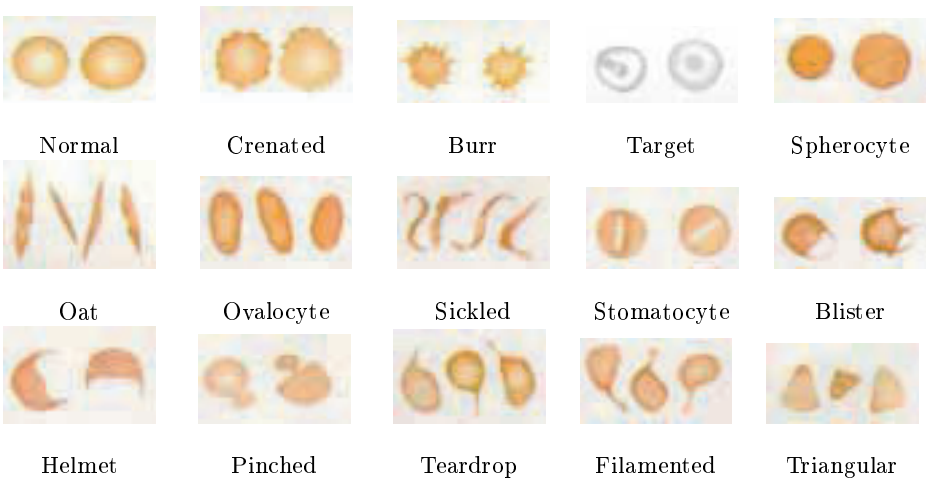 Normal Crenated Burr Target Spherocyte
Oat Ovalocyte Sickled Stomatocyte Blister
Helmet Pinched Teardrop Filamented Triangular